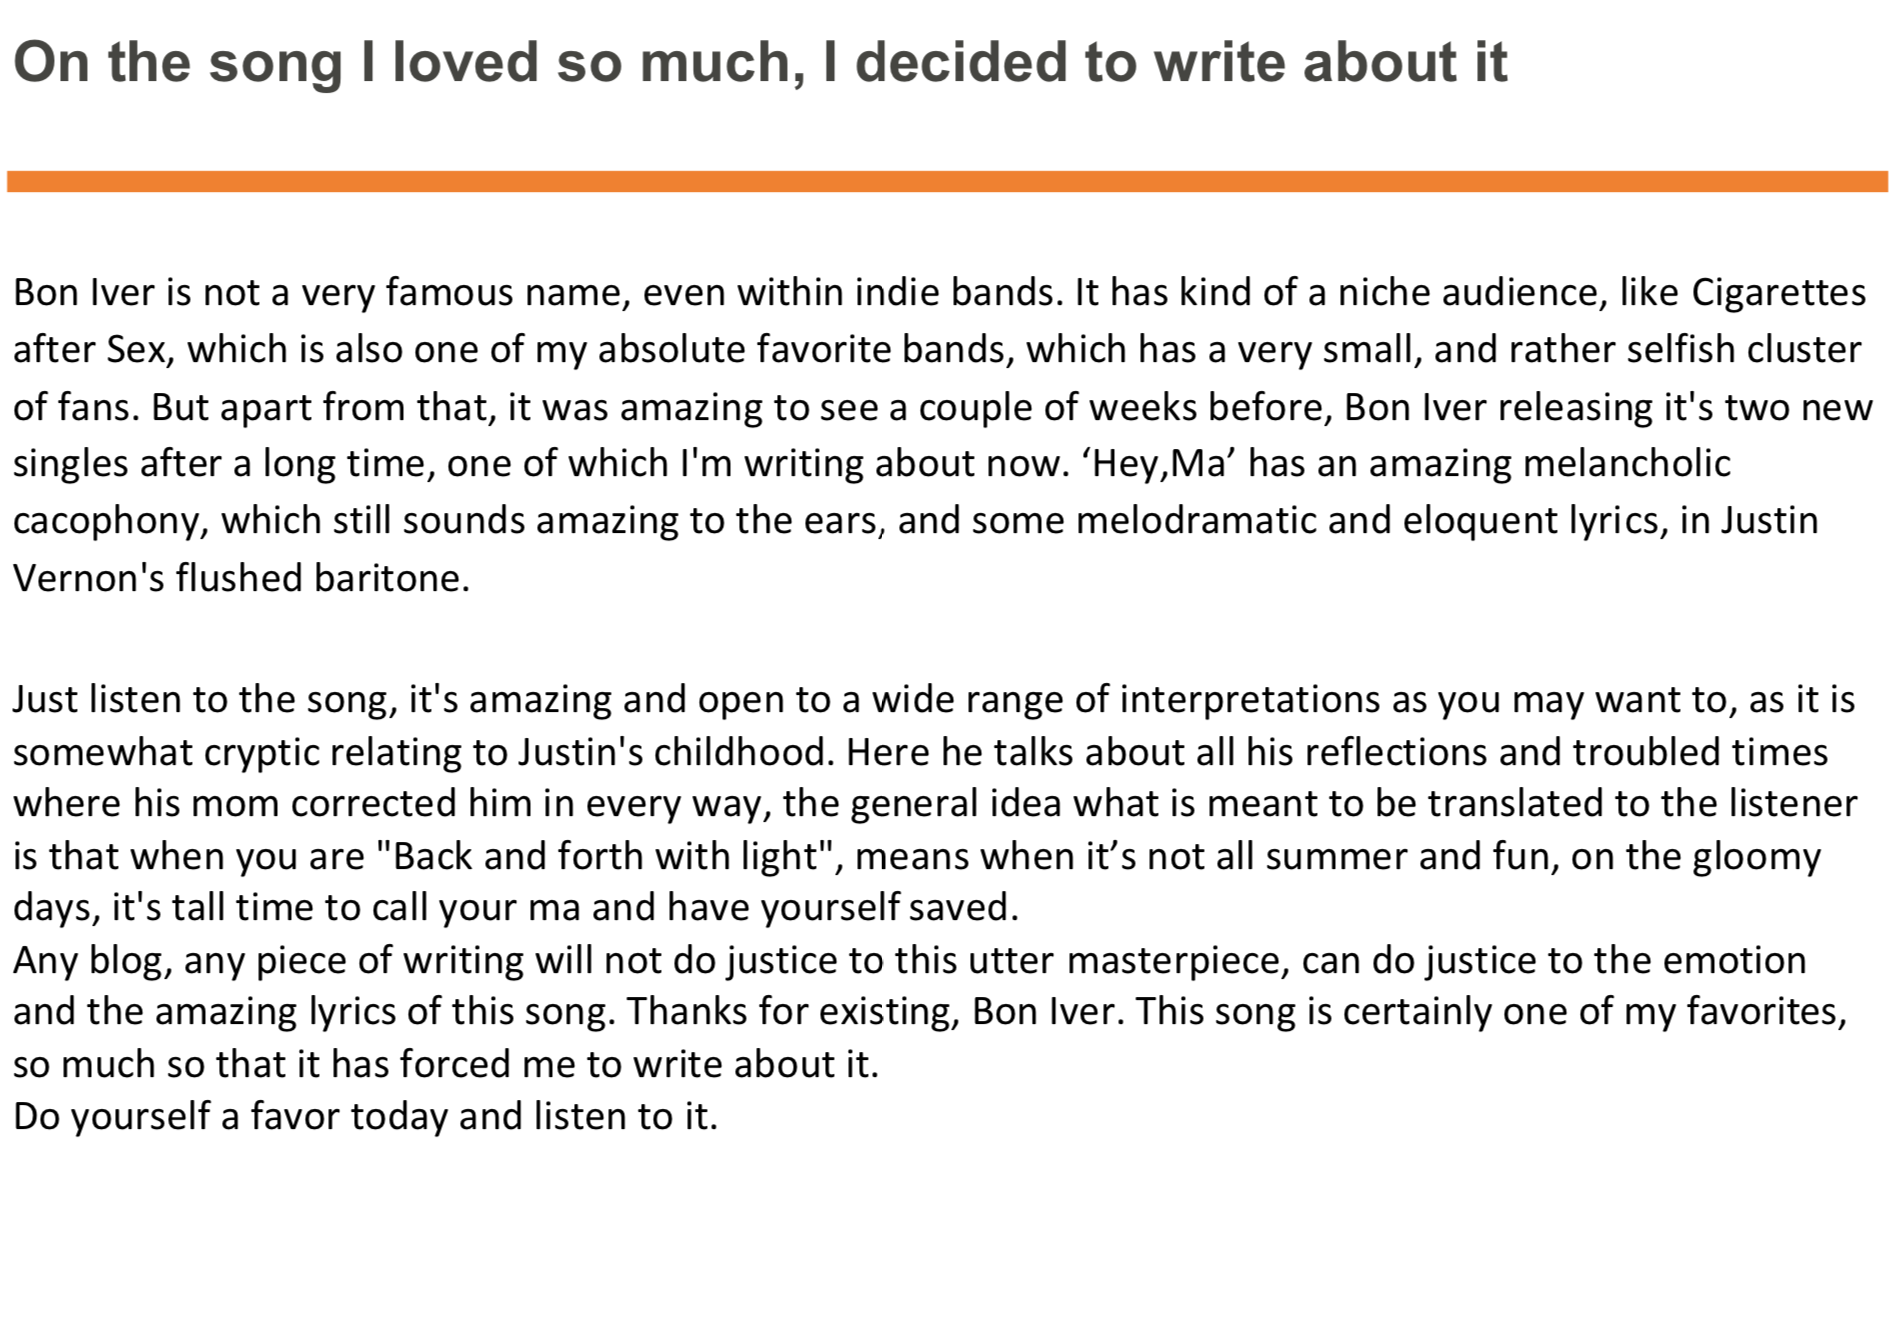 On the song I loved so much, I decided to write about it
Bon Iver is not a very famous name, even within indie bands. It has kind of a niche audience, like Cigarettes
after Sex, which is also one of my absolute favorite bands, which has a very small, and rather selfish cluster
of fans. But apart from that, it was amazing to see a couple of weeks before, Bon Iver releasing it's two new
singles after a long time, one of which I'm writing about now. ‘Hey,Ma’ has an amazing melancholic
cacophony, which still sounds amazing to the ears, and some melodramatic and eloquent lyrics, in Justin
Vernon's flushed baritone.
Just listen to the song, it's amazing and open to a wide range of interpretations as you may want to, as it is
somewhat cryptic relating to Justin's childhood. Here he talks about all his reflections and troubled times
where his mom corrected him in every way, the general idea what is meant to be translated to the listener
is that when you are "Back and forth with light", means when it’s not all summer and fun, on the gloomy
days, it's tall time to call your ma and have yourself saved.
Any blog, any piece of writing will not do justice to this utter masterpiece, can do justice to the emotion
and the amazing lyrics of this song. Thanks for existing, Bon Iver. This song is certainly one of my favorites,
so much so that it has forced me to write about it.
Do yourself a favor today and listen to it.